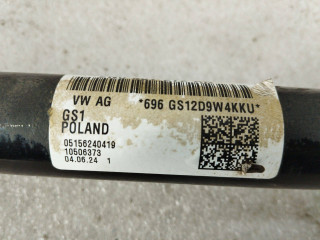 VW AG *696 GS12D9W4KKU*
GS1
POLAND
05156240419
10506373
04.06.24 1